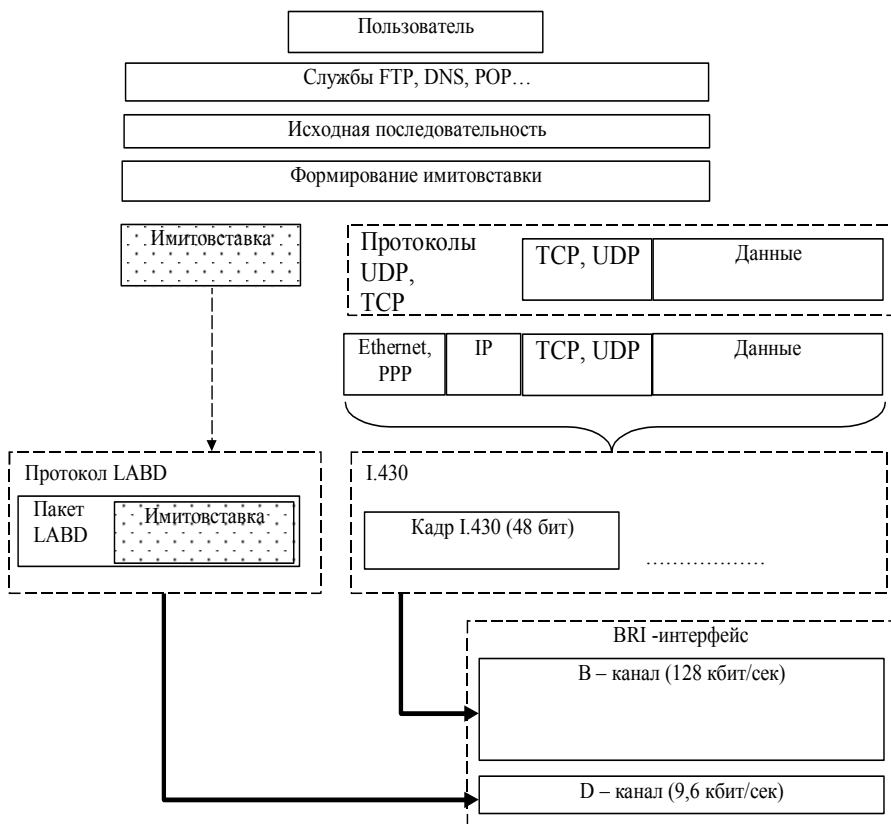 Пользователь
Службы FTP, DNS, POP…
Исходная последовательность
Формирование имитовставки
Имитовставка
Протоколы
UDP,
TCP
TCP, UDP
Данные
Ethernet,
PPP
IP
TCP, UDP
Данные
Протокол LABD
Пакет
LABD
Имитовставка
I.430
Кадр I.430 (48 бит)
………………
BRI -интерфейс
B – канал (128 кбит/сек)
D – канал (9,6 кбит/сек)